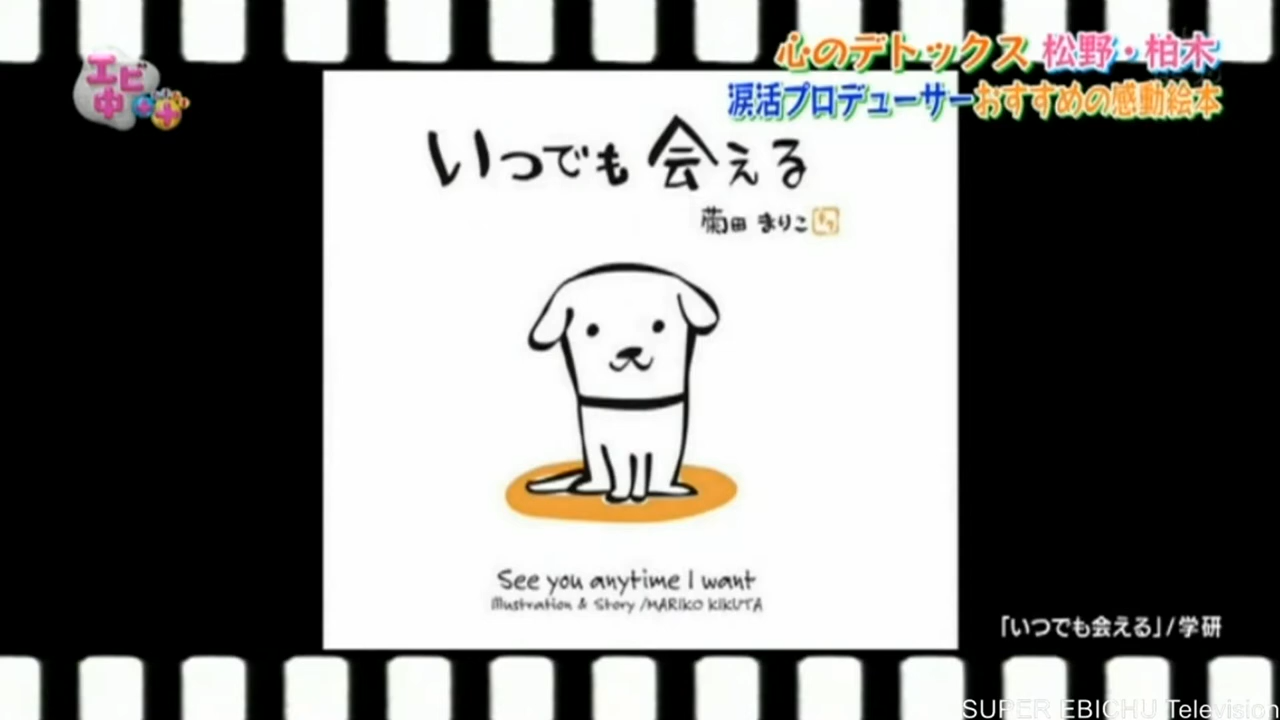 エビ中
心のデトックス 松野・柏木
涙活プロデューサーおすすめの感動絵本
いつでも 会える
菊田 まりこ
See you anytime I want
Illustration & Story /MARIKO KIKUTA
「いつでも会える」/学研
SUPER EBICHU Television